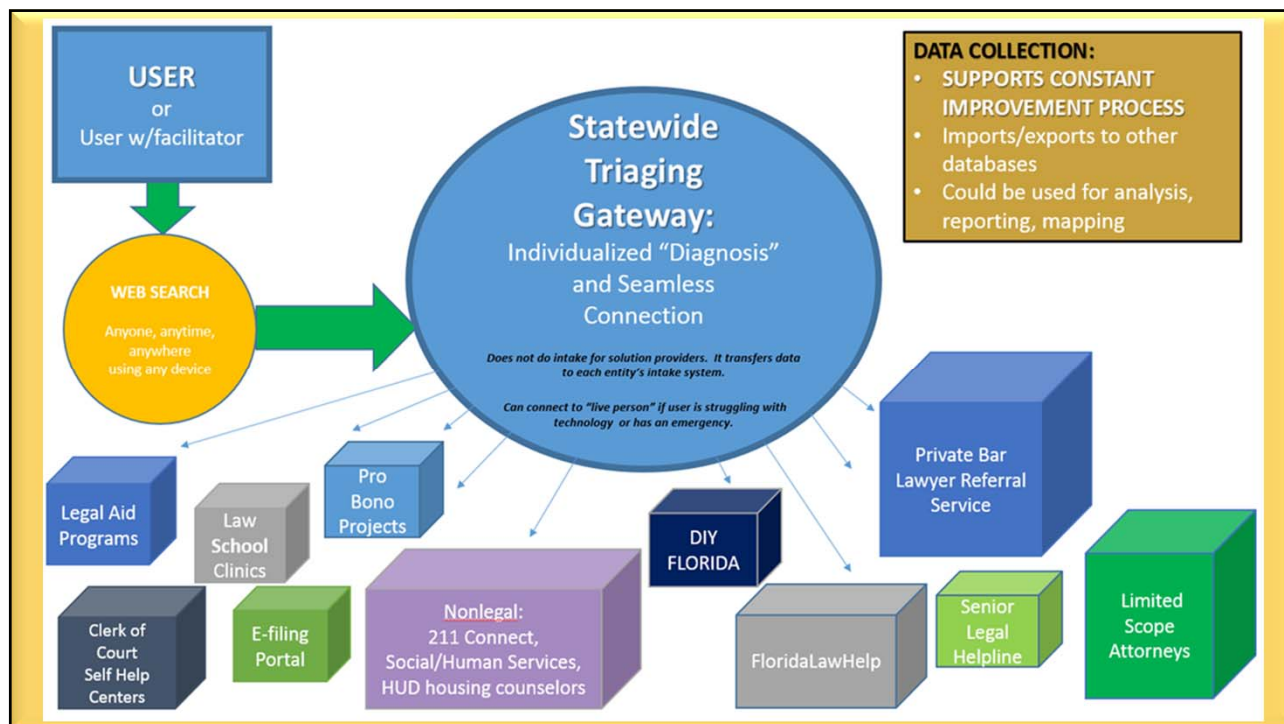 USER
or
User w/facilitator
WEB SEARCH
Anyone, anytime,
anywhere
using any device
Statewide
Triaging
Gateway:
Individualized “Diagnosis”
and Seamless
Connection
Does not do intake for solution providers.  It transfers data
to each entity’s intake system.
Can connect to “live person” if user is struggling with
technology  or has an emergency.
DATA COLLECTION:
• SUPPORTS CONSTANT
IMPROVEMENT PROCESS
• Imports/exports to other
databases
• Could be used for analysis,
reporting, mapping
Legal Aid
Programs
Law
School
Clinics
Pro
Bono
Projects
DIY
FLORIDA
Private Bar
Lawyer Referral
Service
Clerk of
Court
Self Help
Centers
E-filing
Portal
Nonlegal:
211 Connect,
Social/Human Services,
HUD housing counselors
FloridaLawHelp
Senior
Legal
Helpline
Limited
Scope
Attorneys